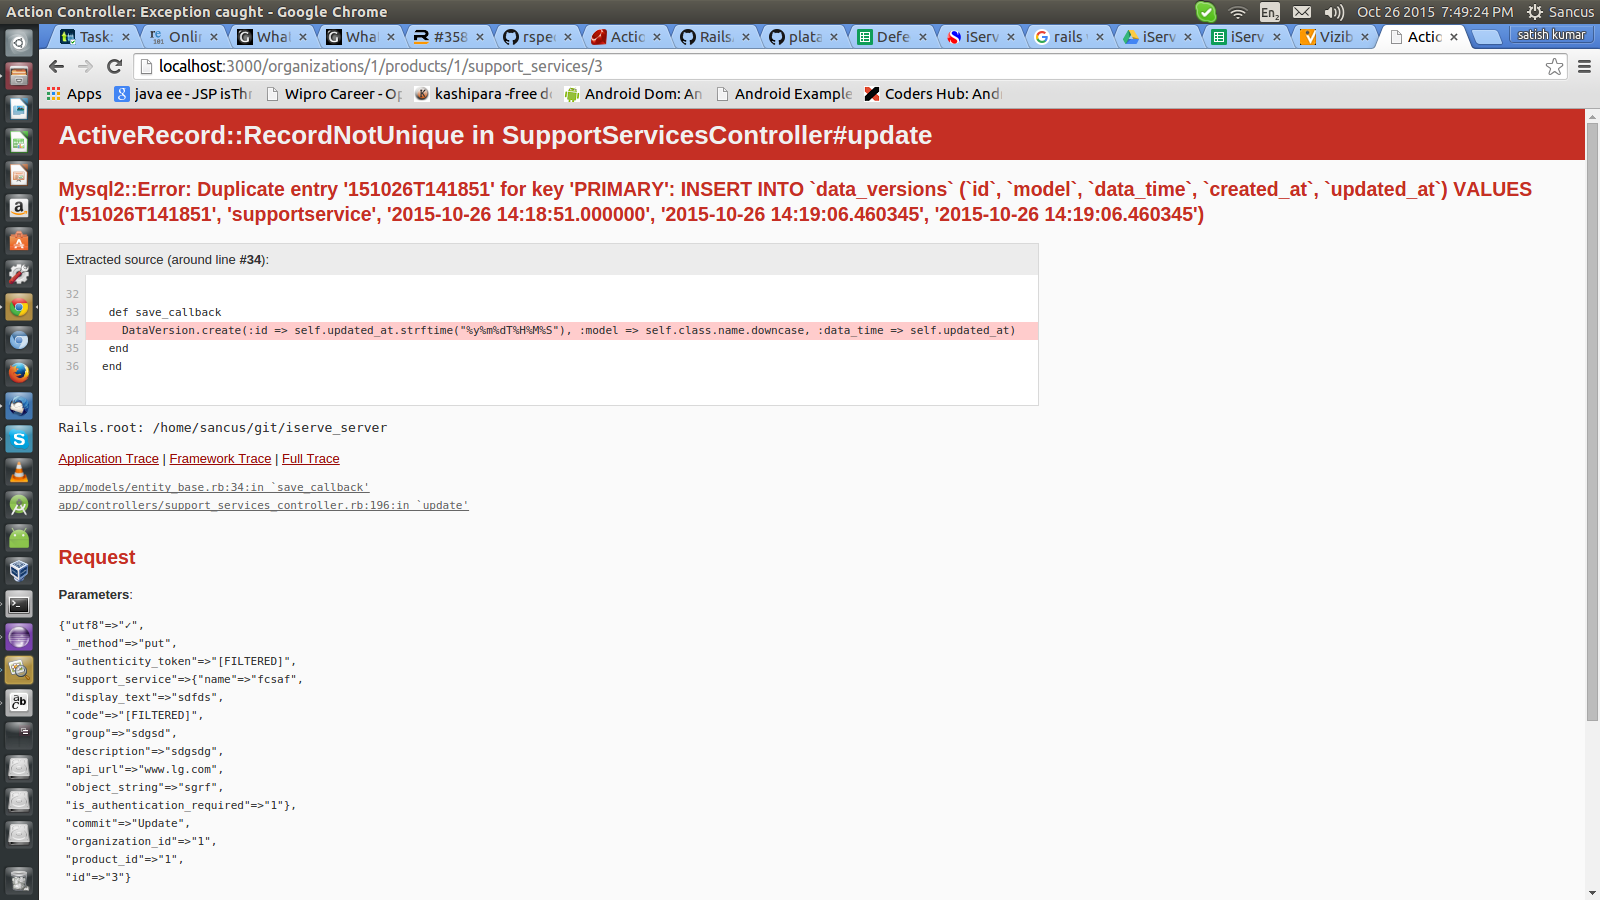 Action Controller: Exception caught - Google Chrome
En2
Oct 26 2015 7:49:24 PM
Sancus
Task:
Onlin
What
What
#358
rspec
Actio
Rails/
plata
Defe
iServ
rails
iServ
iServ
Vizib
Actio
satish kumar
localhost:3000/organizations/1/products/1/support_services/3
Apps
java ee - JSP isThr
Wipro Career - Op
kashipara -free do
Android Dom: An
Android Example
Coders Hub: Andr
ActiveRecord::RecordNotUnique in SupportServicesController#update
Mysql2::Error: Duplicate entry '151026T141851' for key 'PRIMARY': INSERT INTO `data_versions` (`id`, `model`, `data_time`, `created_at`, `updated_at`) VALUES
('151026T141851', 'supportservice', '2015-10-26 14:18:51.000000', '2015-10-26 14:19:06.460345', '2015-10-26 14:19:06.460345')
Extracted source (around line #34):
32
33 def save_callback
34 DataVersion.create(:id => self.updated_at.strftime("%y%m%dT%H%M%S"), :model => self.class.name.downcase, :data_time => self.updated_at)
35 end
36 end
Rails.root: /home/sancus/git/iserve_server
Application Trace | Framework Trace | Full Trace
app/models/entity_base.rb:34:in `save_callback'
app/controllers/support_services_controller.rb:196:in `update'
Request
Parameters:
{"utf8"=>"✓",
"_method"=>"put",
"authenticity_token"=>"[FILTERED]",
"support_service"=>{"name"=>"fcsaf",
"display_text"=>"sdfds",
"code"=>"[FILTERED]",
"group"=>"sdgsd",
"description"=>"sdgsdg",
"api_url"=>"www.lg.com",
"object_string"=>"sgrf",
"is_authentication_required"=>"1"},
"commit"=>"Update",
"organization_id"=>"1",
"product_id"=>"1",
"id"=>"3"}